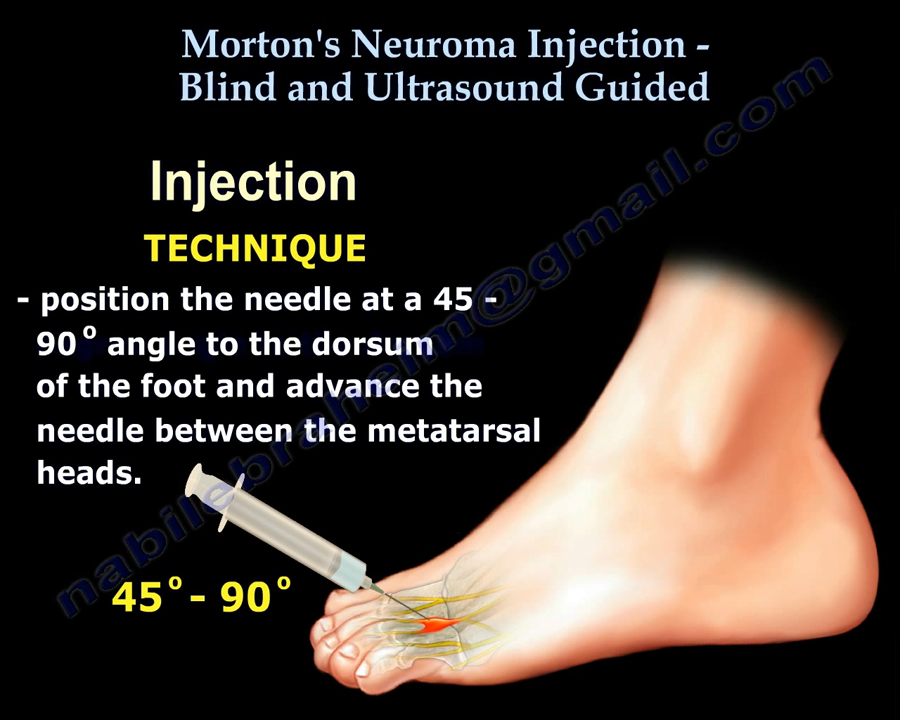 Morton's Neuroma Injection -
Blind and Ultrasound Guided
Injection
TECHNIQUE
- position the needle at a 45 -
90° angle to the dorsum
of the foot and advance the
needle between the metatarsal
heads.
45° - 90°
nabilebraheim@gmail.com